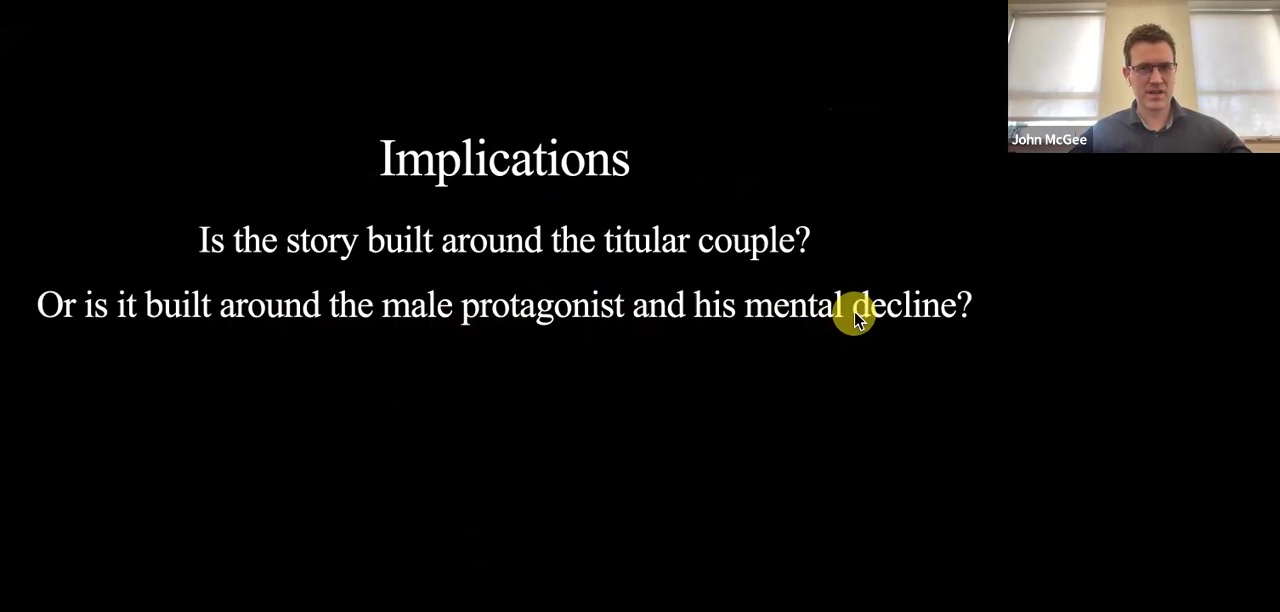 Implications
Is the story built around the titular couple?
Or is it built around the male protagonist and his mental decline?
John McGee